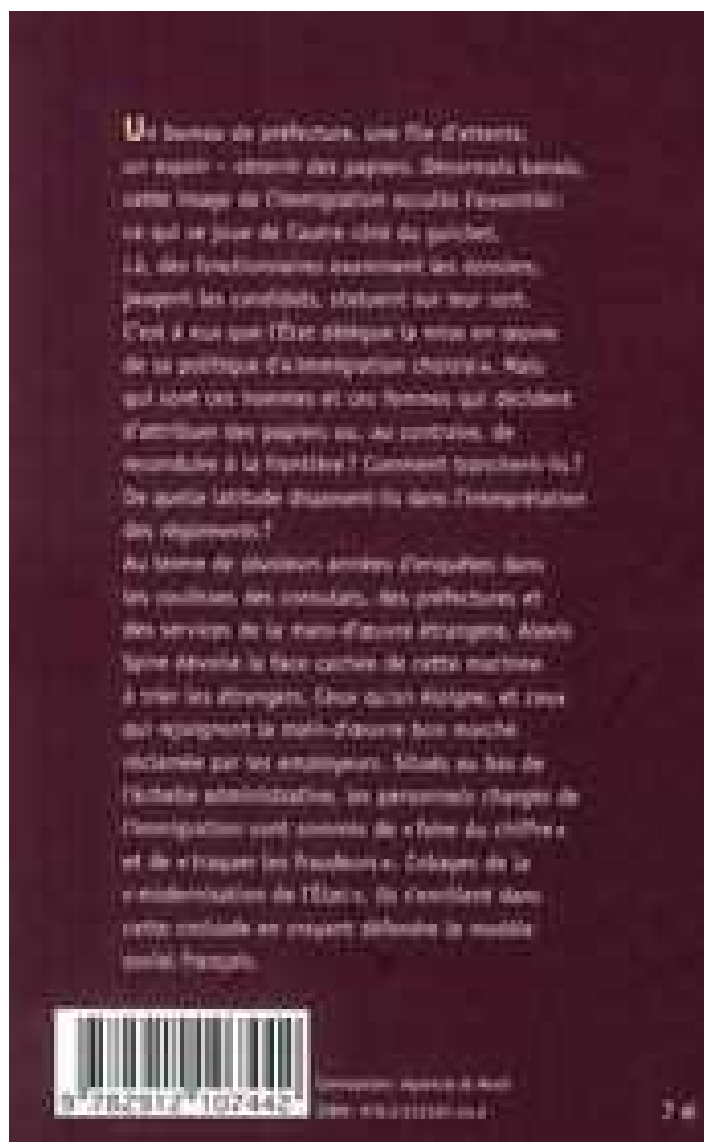 Un bureau de préfecture, une file d'attente,
un espoir – obtenir des papiers. Désormais banale,
cette image de l'immigration occulte l'essentiel :
ce qui se joue de l'autre côté du guichet.
Là, des fonctionnaires examinent les dossiers,
jaugent les candidats, statuent sur leur sort.
C'est à eux que l'État délègue la mise en œuvre
de sa politique d'« immigration choisie ». Mais
qui sont ces hommes et ces femmes qui décident
d'attribuer des papiers ou, au contraire, de
reconduire à la frontière ? Comment tranchent-ils ?
De quelle latitude disposent-ils dans l'interprétation
des règlements ?
Au terme de plusieurs années d'enquêtes dans
les coulisses des consulats, des préfectures et
des services de la main-d'œuvre étrangère, Alexis
Spire dévoile la face cachée de cette machine
à trier les étrangers. Ceux qu'on éloigne, et ceux
qui rejoignent la main-d'œuvre bon marché
réclamée par les employeurs. Situés au bas de
l'échelle administrative, les personnels chargés de
l'immigration sont sommés de « faire du chiffre »
et de « traquer les fraudeurs ». Cobayes de la
« modernisation de l'État », ils s'enrôlent dans
cette croisade en croyant défendre le modèle
social français.
9 782912 102445
7 €